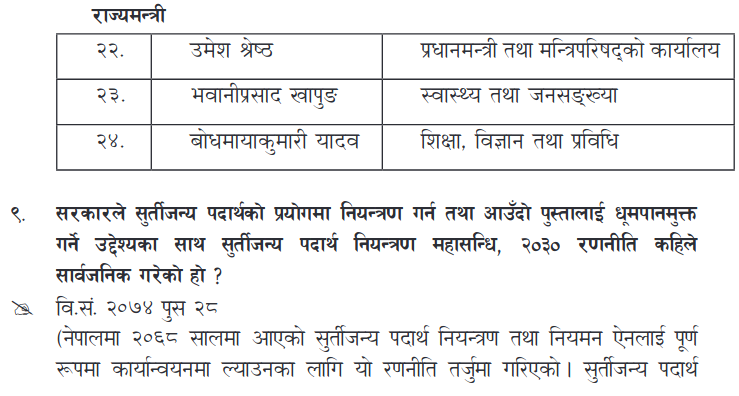 राज्यमन्त्री
२२. उमेश श्रेष्ठ प्रधानमन्त्री तथा मन्त्रिपरिषद्को कार्यालय
२३. भवानीप्रसाद खापुङ स्वास्थ्य तथा जनसङ्ख्या
२४. बोधमायाकुमारी यादव शिक्षा, विज्ञान तथा प्रविधि
९. सरकारले सुर्तीजन्य पदार्थको प्रयोगमा नियन्त्रण गर्न तथा आउँदो पुस्तालाई धूमपानमुक्त
गर्ने उद्देश्यका साथ सुर्तीजन्य पदार्थ नियन्त्रण महासन्धि, २०३० रणनीति कहिले
सार्वजनिक गरेको हो ?
वि.सं. २०७४ पुस २८
(नेपालमा २०६८ सालमा आएको सुर्तीजन्य पदार्थ नियन्त्रण तथा नियमन ऐनलाई पूर्ण
रूपमा कार्यान्वयनमा ल्याउनका लागि यो रणनीति तर्जुमा गरिएको। सुर्तीजन्य पदार्थ